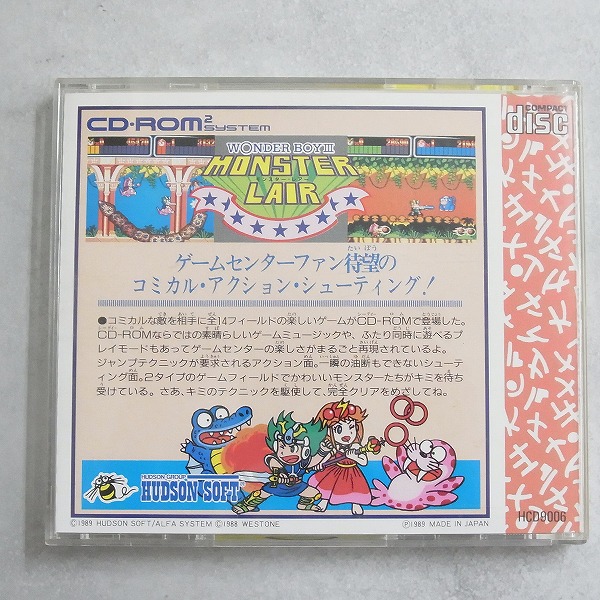 COMPACT
disc
CD-ROM2
SYSTEM
WONDER BOY III
MONSTER
モンスター・レアー
LAIR
たいぼう
ゲームセンターファン待望の
コミカル・アクション・シューティング!
●コミカルな敵を相手に全14フィールドの楽しいゲームがCD-ROMで登場した。
CD-ROMならではの素晴らしいゲームミュージックや、ふたり同時に遊べるプ
レイモードもあってゲームセンターの楽しさがまるごと再現されているよ。
ジャンプテクニックが要求されるアクション面。一瞬の油断もできないシューテ
ィング面。2タイプのゲームフィールドでかわいいモンスターたちがキミを待ち
受けている。さあ、キミのテクニックを駆使して、完全クリアをめざしてね。
HUDSON GROUP
HUDSON SOFT
©1989 HUDSON SOFT/ALFA SYSTEM ©1988 WESTONE
Ⓟ1989 MADE IN JAPAN
HCD9006